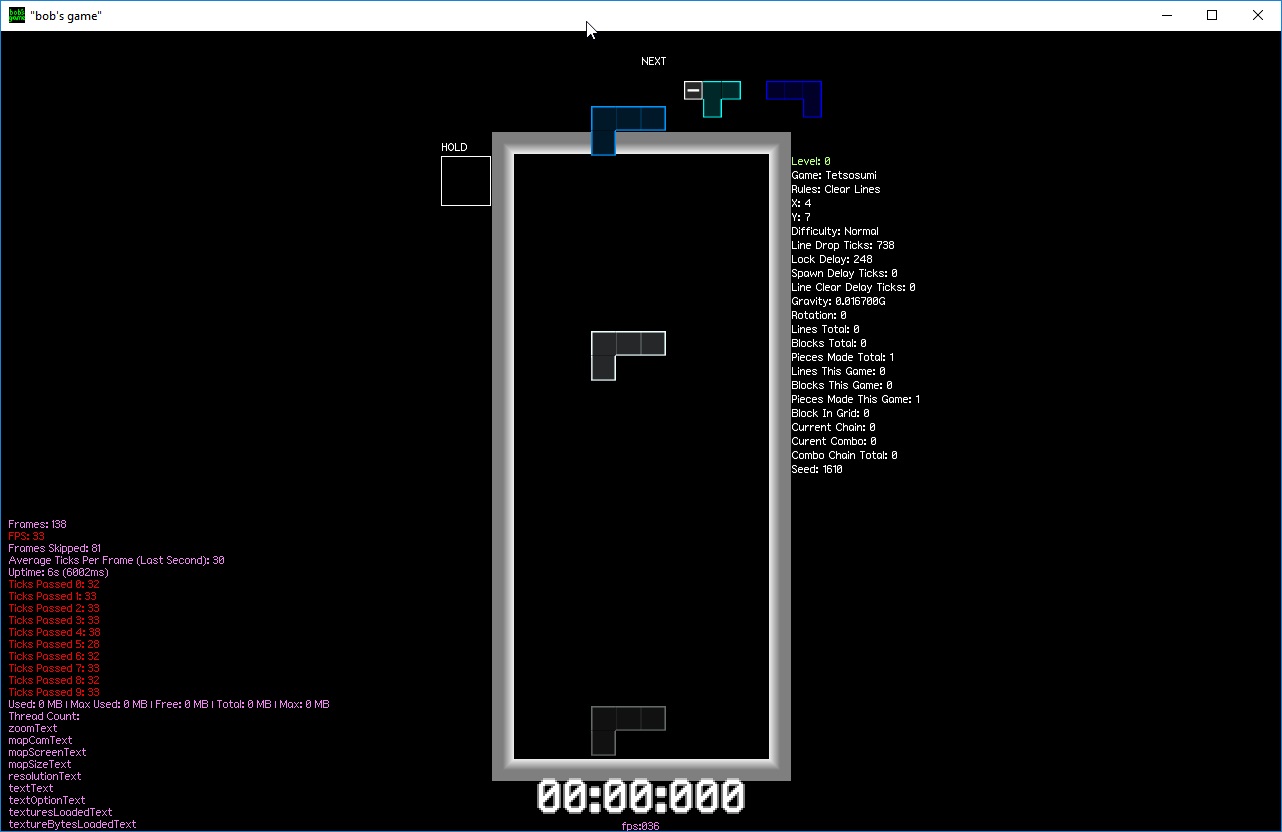 bob's game
"bob's game"
NEXT
HOLD
Level: 0
Game: Tetsosumi
Rules: Clear Lines
X: 4
Y: 7
Difficulty: Normal
Line Drop Ticks: 738
Lock Delay: 248
Spawn Delay Ticks: 0
Line Clear Delay Ticks: 0
Gravity: 0.016700G
Rotation: 0
Lines Total: 0
Blocks Total: 0
Pieces Made Total: 1
Lines This Game: 0
Blocks This Game: 0
Pieces Made This Game: 1
Block In Grid: 0
Current Chain: 0
Curent Combo: 0
Combo Chain Total: 0
Seed: 1610
Frames: 138
FPS: 33
Frames Skipped: 81
Average Ticks Per Frame (Last Second): 30
Uptime: 6s (6002ms)
Ticks Passed 0: 32
Ticks Passed 1: 33
Ticks Passed 2: 33
Ticks Passed 3: 33
Ticks Passed 4: 38
Ticks Passed 5: 28
Ticks Passed 6: 32
Ticks Passed 7: 33
Ticks Passed 8: 32
Ticks Passed 9: 33
Used: 0 MB | Max Used: 0 MB | Free: 0 MB | Total: 0 MB | Max: 0 MB
Thread Count:
zoomText
mapCamText
mapScreenText
mapSizeText
resolutionText
textText
textOptionText
texturesLoadedText
textureBytesLoadedText
00:00:000
fps:036